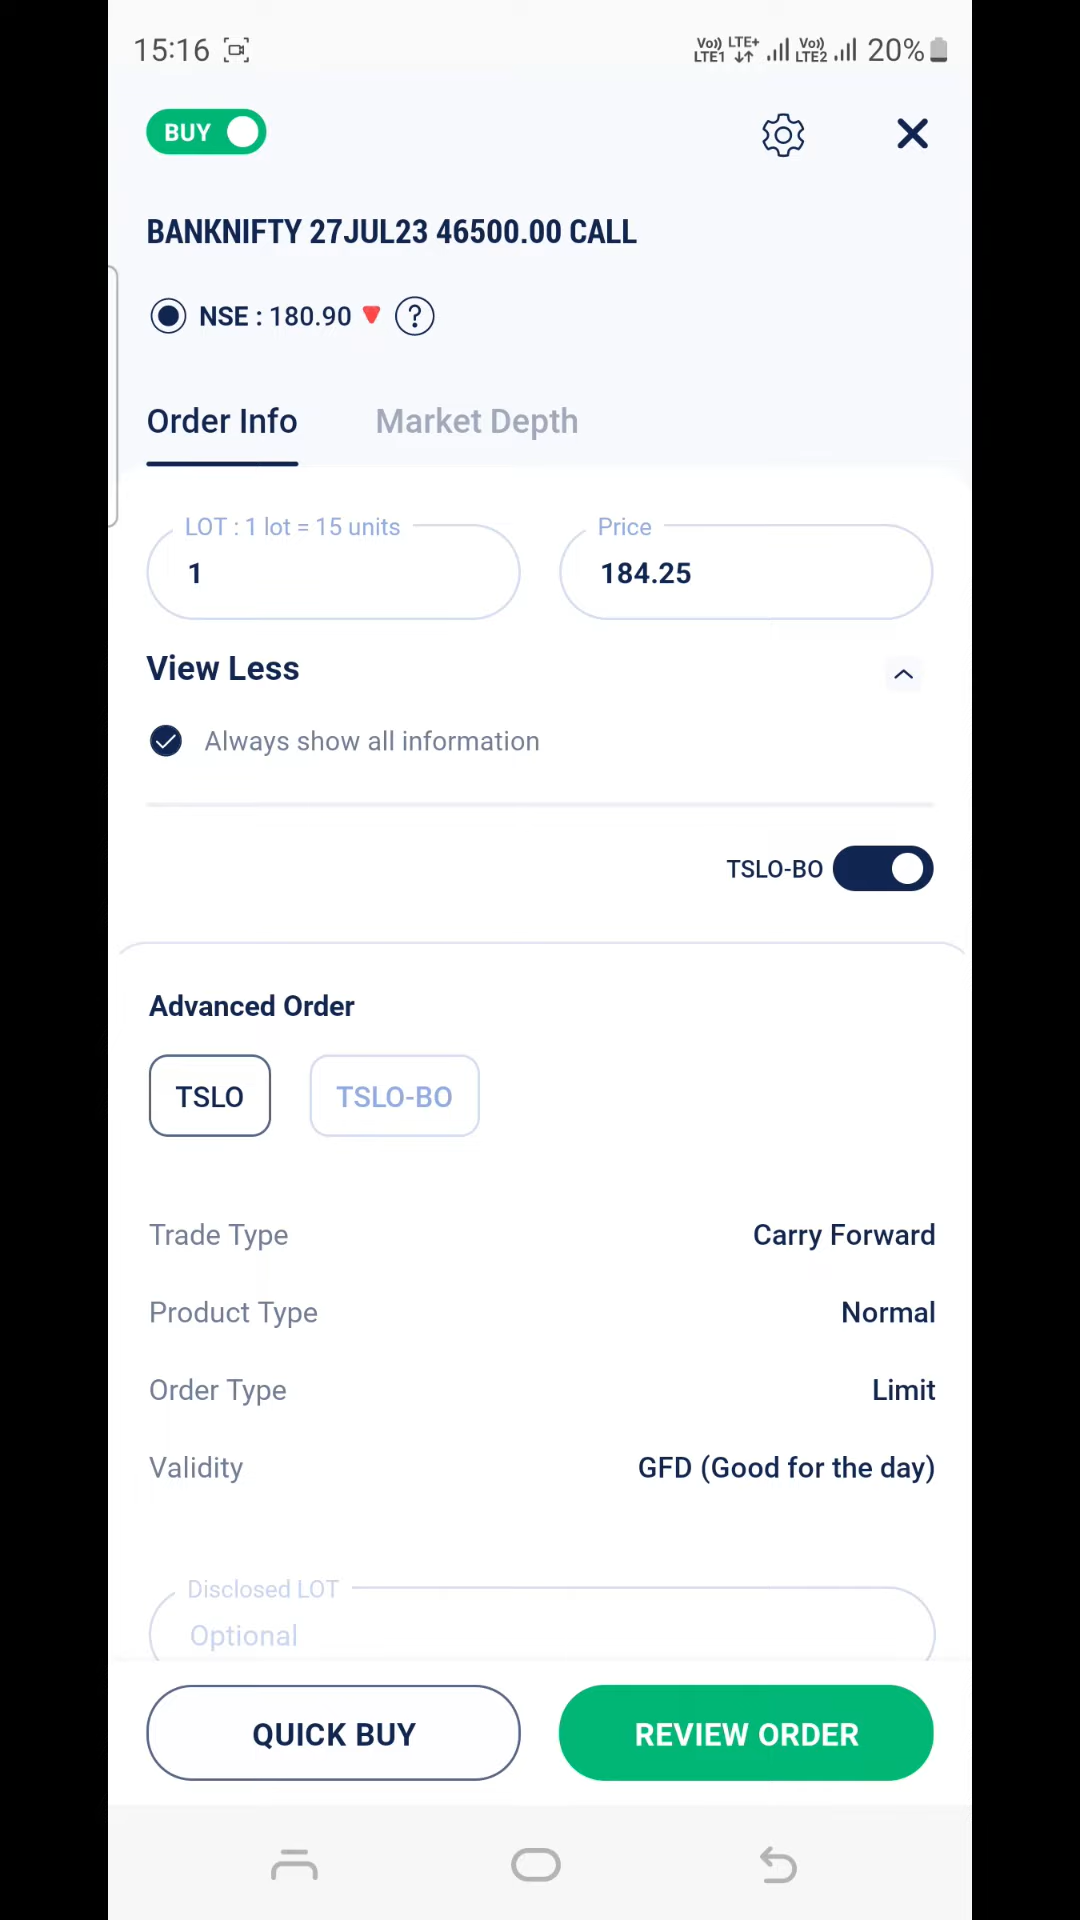 15:16 Vo)) LTE1 LTE+ Vo)) LTE2 20%
BUY
BANKNIFTY 27JUL23 46500.00 CALL
NSE : 180.90 ?
Order Info Market Depth
LOT : 1 lot = 15 units Price
1 184.25
View Less
Always show all information
TSLO-BO
Advanced Order
TSLO TSLO-BO
Trade Type Carry Forward
Product Type Normal
Order Type Limit
Validity GFD (Good for the day)
Disclosed LOT
Optional
QUICK BUY REVIEW ORDER